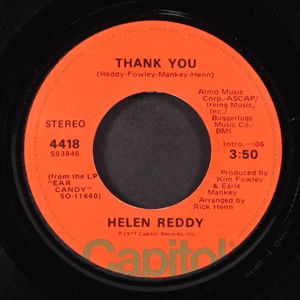 THANK YOU
(Reddy-Fowley-Mankey-Henn)
Almo Music
Corp.-ASCAP/
Irving Music,
Inc./
Buggerlugs
Music Co.-
BMI
STEREO
4418
S93846
Intro.—:06
3:50
(from the LP
"EAR
CANDY"
SO-11640)
Produced by
Kim Fowley
& Earle
Mankey
Arranged by
Rick Henn
HELEN REDDY
℗1977 Capitol Records, Inc.
Capitol